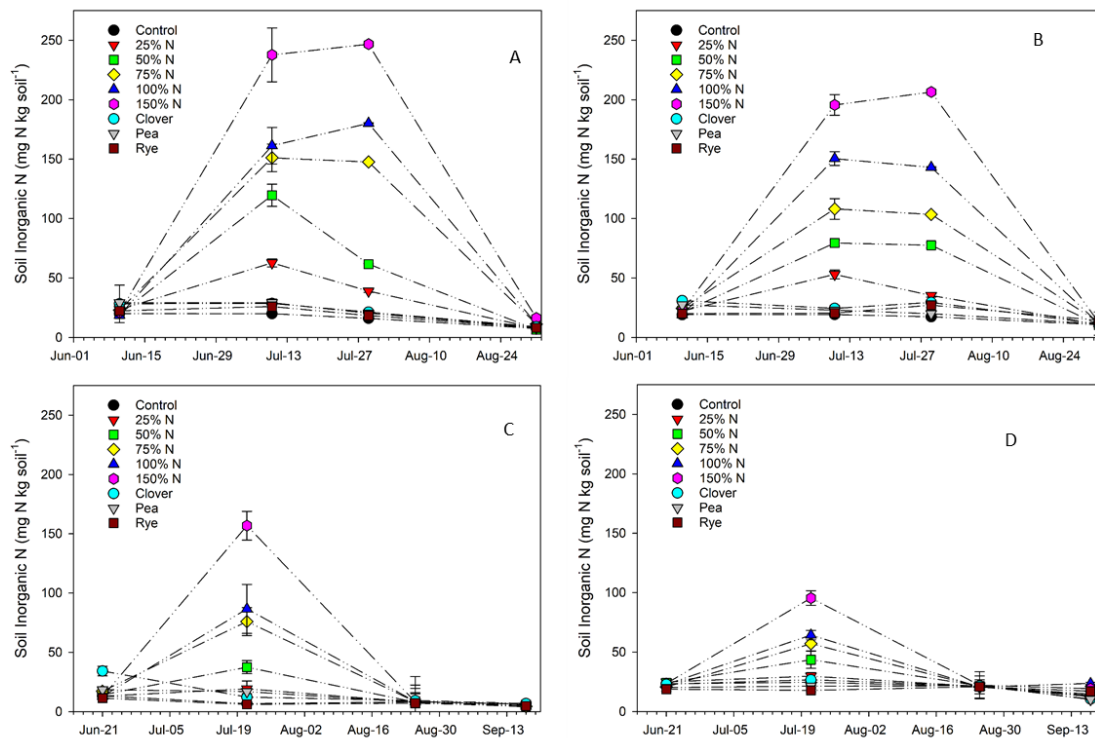 A
Soil Inorganic N (mg N kg soil⁻¹)
250
200
150
100
50
0
Control
25% N
50% N
75% N
100% N
150% N
Clover
Pea
Rye
Jun-01 Jun-15 Jun-29 Jul-13 Jul-27 Aug-10 Aug-24
B
Soil Inorganic N (mg N kg soil⁻¹)
250
200
150
100
50
0
Control
25% N
50% N
75% N
100% N
150% N
Clover
Pea
Rye
Jun-01 Jun-15 Jun-29 Jul-13 Jul-27 Aug-10 Aug-24
C
Soil Inorganic N (mg N kg soil⁻¹)
250
200
150
100
50
0
Control
25% N
50% N
75% N
100% N
150% N
Clover
Pea
Rye
Jun-21 Jul-05 Jul-19 Aug-02 Aug-16 Aug-30 Sep-13
D
Soil Inorganic N (mg N kg soil⁻¹)
250
200
150
100
50
0
Control
25% N
50% N
75% N
100% N
150% N
Clover
Pea
Rye
Jun-21 Jul-05 Jul-19 Aug-02 Aug-16 Aug-30 Sep-13